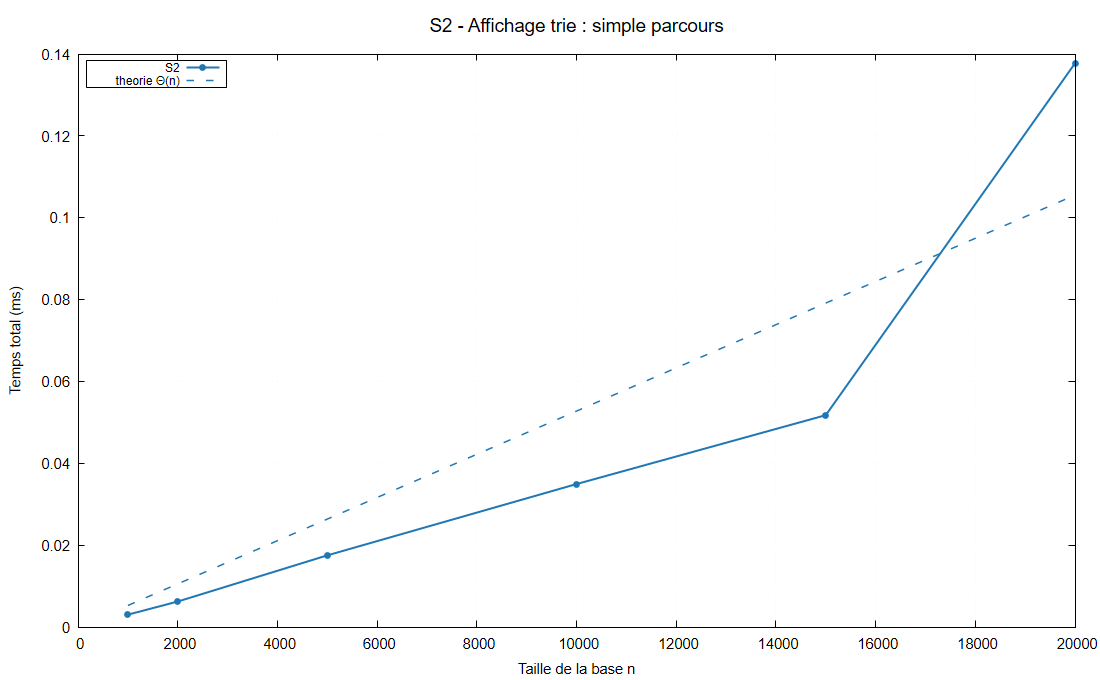 S2 - Affichage trie : simple parcours
S2
theorie Θ(n)
0.14
0.12
0.1
0.08
0.06
0.04
0.02
0
Temps total (ms)
0 2000 4000 6000 8000 10000 12000 14000 16000 18000 20000
Taille de la base n